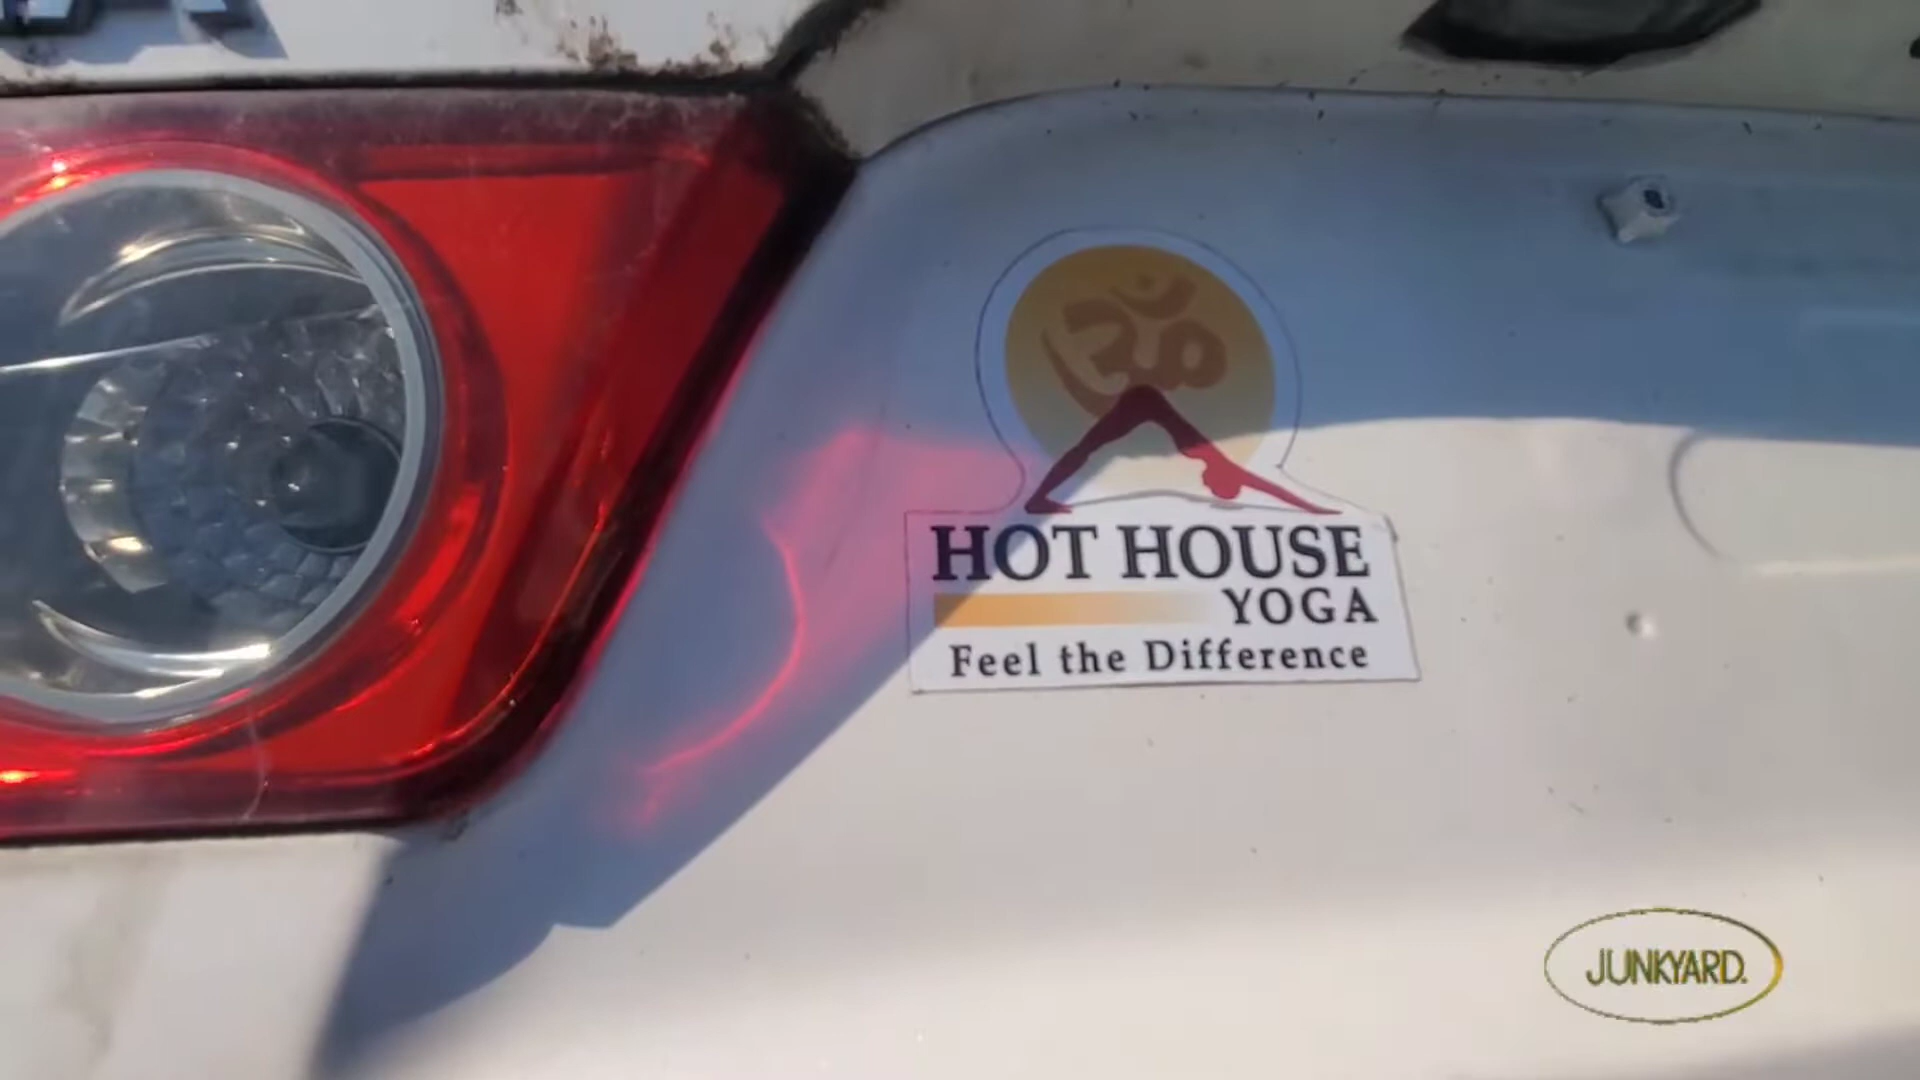 ॐ
HOT HOUSE
YOGA
Feel the Difference
JUNKYARD.